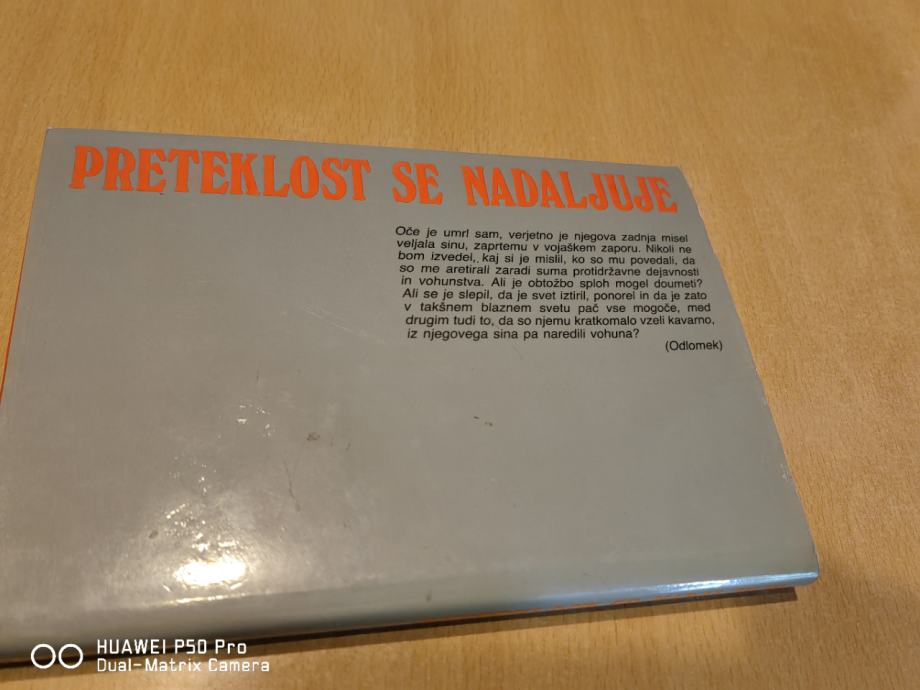 PRETEKLOST SE NADALJUJE
Oče je umrl sam, verjetno je njegova zadnja misel
veljala sinu, zaprtemu v vojaškem zaporu. Nikoli ne
bom izvedel, kaj si je mislil, ko so mu povedali, da
so me aretirali zaradi suma protidržavne dejavnosti
in vohunstva. Ali je obtožbo sploh mogel doumeti?
Ali se je slepil, da je svet iztiril, ponorel in da je zato
v takšnem blaznem svetu pač vse mogoče, med
drugim tudi to, da so njemu kratkomalo vzeli kavarno,
iz njegovega sina pa naredili vohuna?
(Odlomek)
HUAWEI P50 Pro
Dual-Matrix Camera